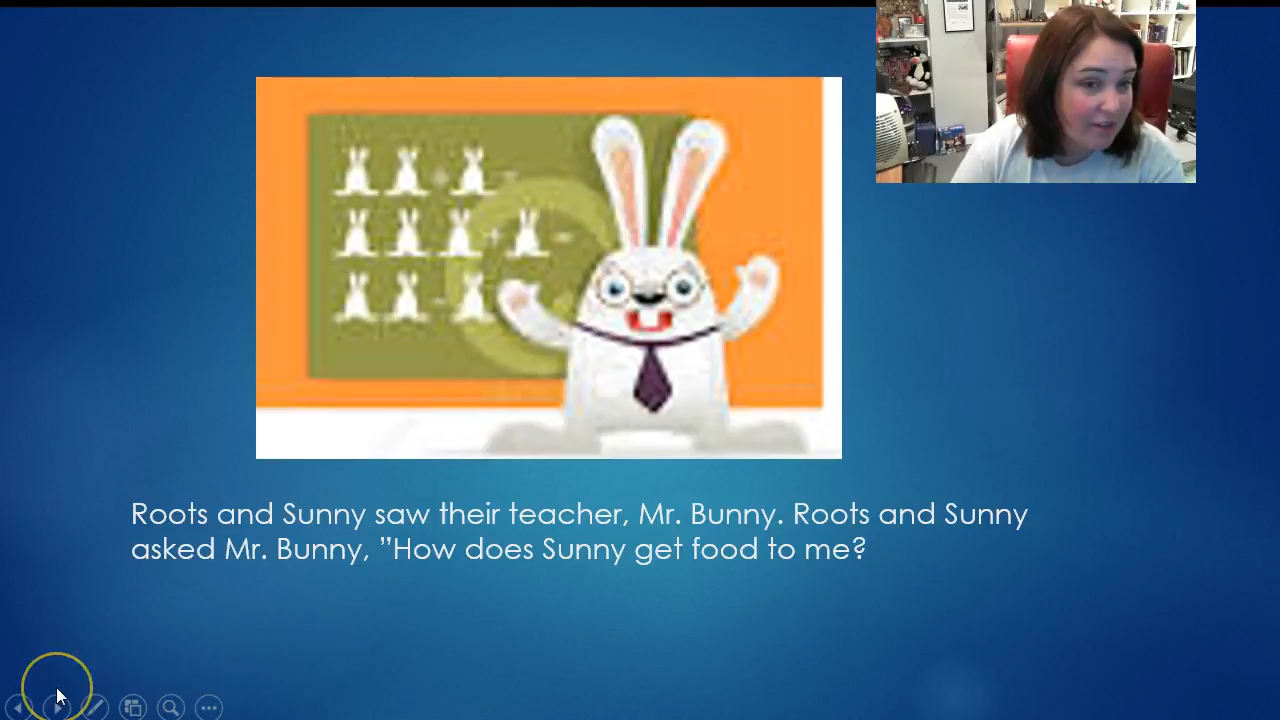 Roots and Sunny saw their teacher, Mr. Bunny. Roots and Sunny
asked Mr. Bunny, ”How does Sunny get food to me?